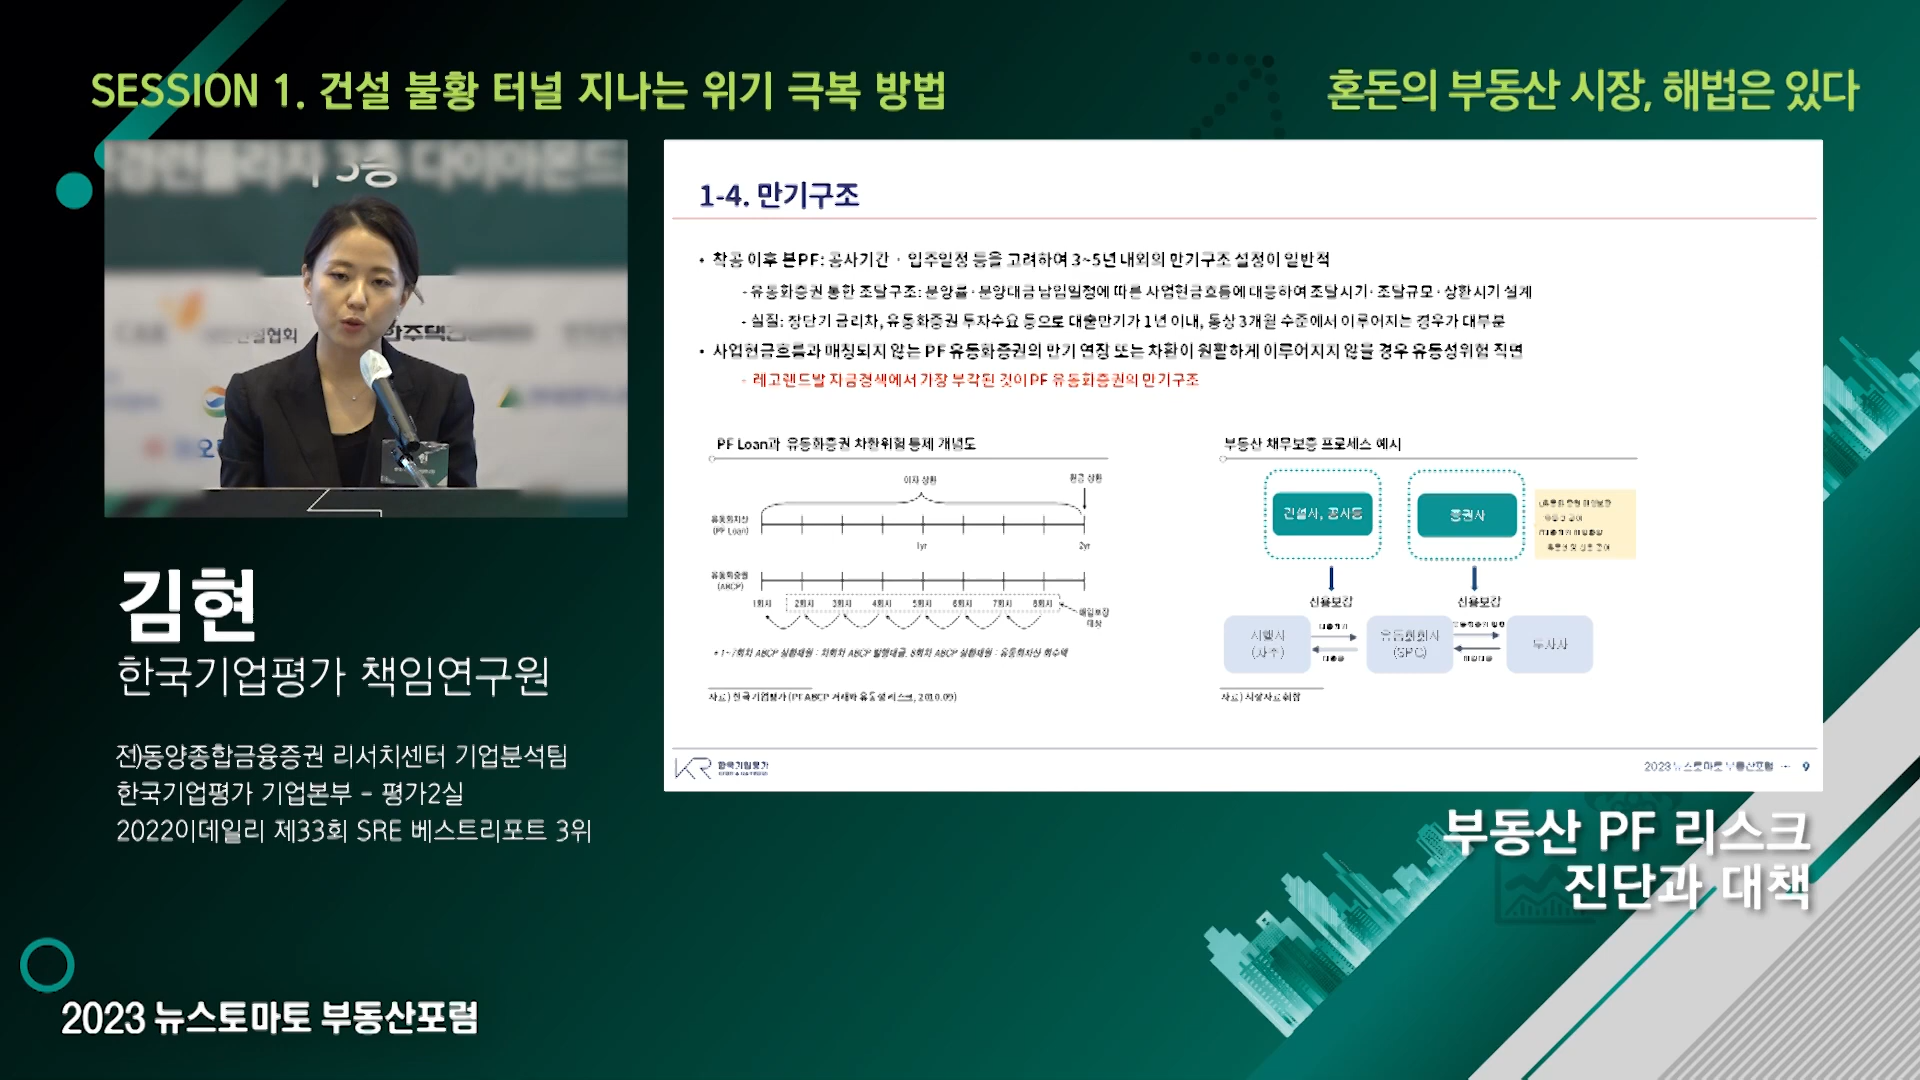 SESSION 1. 건설 불황 터널 지나는 위기 극복 방법
혼돈의 부동산 시장, 해법은 있다
3층 다이아몬드
김현
한국기업평가 책임연구원
전)동양종합금융증권 리서치센터 기업분석팀
한국기업평가 기업본부 - 평가2실
2022이데일리 제33회 SRE 베스트리포트 3위
1-4. 만기구조
• 착공 이후 본PF: 공사기간 · 입주일정 등을 고려하여 3~5년 내외의 만기구조 설정이 일반적
- 유동화증권 통한 조달구조: 분양률·분양대금 납입일정에 따른 사업현금흐름에 대응하여 조달시기·조달규모·상환시기 설계
- 실질: 장단기 금리차, 유동화증권 투자수요 등으로 대출만기가 1년 이내, 통상 3개월 수준에서 이루어지는 경우가 대부분
• 사업현금흐름과 매칭되지 않는 PF 유동화증권의 만기 연장 또는 차환이 원활하게 이루어지지 않을 경우 유동성위험 직면
- 레고랜드발 자금경색에서 가장 부각된 것이 PF 유동화증권의 만기구조
PF Loan과 유동화증권 차환위험 통제 개념도
이자 상환
원금 상환
유동화자산
(PF Loan)
1yr
2yr
유동화증권
(ABCP)
1회차 2회차 3회차 4회차 5회차 6회차 7회차 8회차
매입보장
대상
* 1~7회차 ABCP 상환재원 : 차회차 ABCP 발행대금, 8회차 ABCP 상환재원 : 유동화자산 회수액
자료) 한국기업평가(PF ABCP 거래와 유동성 리스크, 2010.09)
부동산 채무보증 프로세스 예시
건설사, 공사등
증권사
신용보강
신용보강
시행사
(차주)
대출금
유동화회사
(SPC)
투자자
자료) 시장자료취합
KR 한국기업평가
2023 뉴스토마토 부동산포럼 9
부동산 PF 리스크
진단과 대책
2023 뉴스토마토 부동산포럼